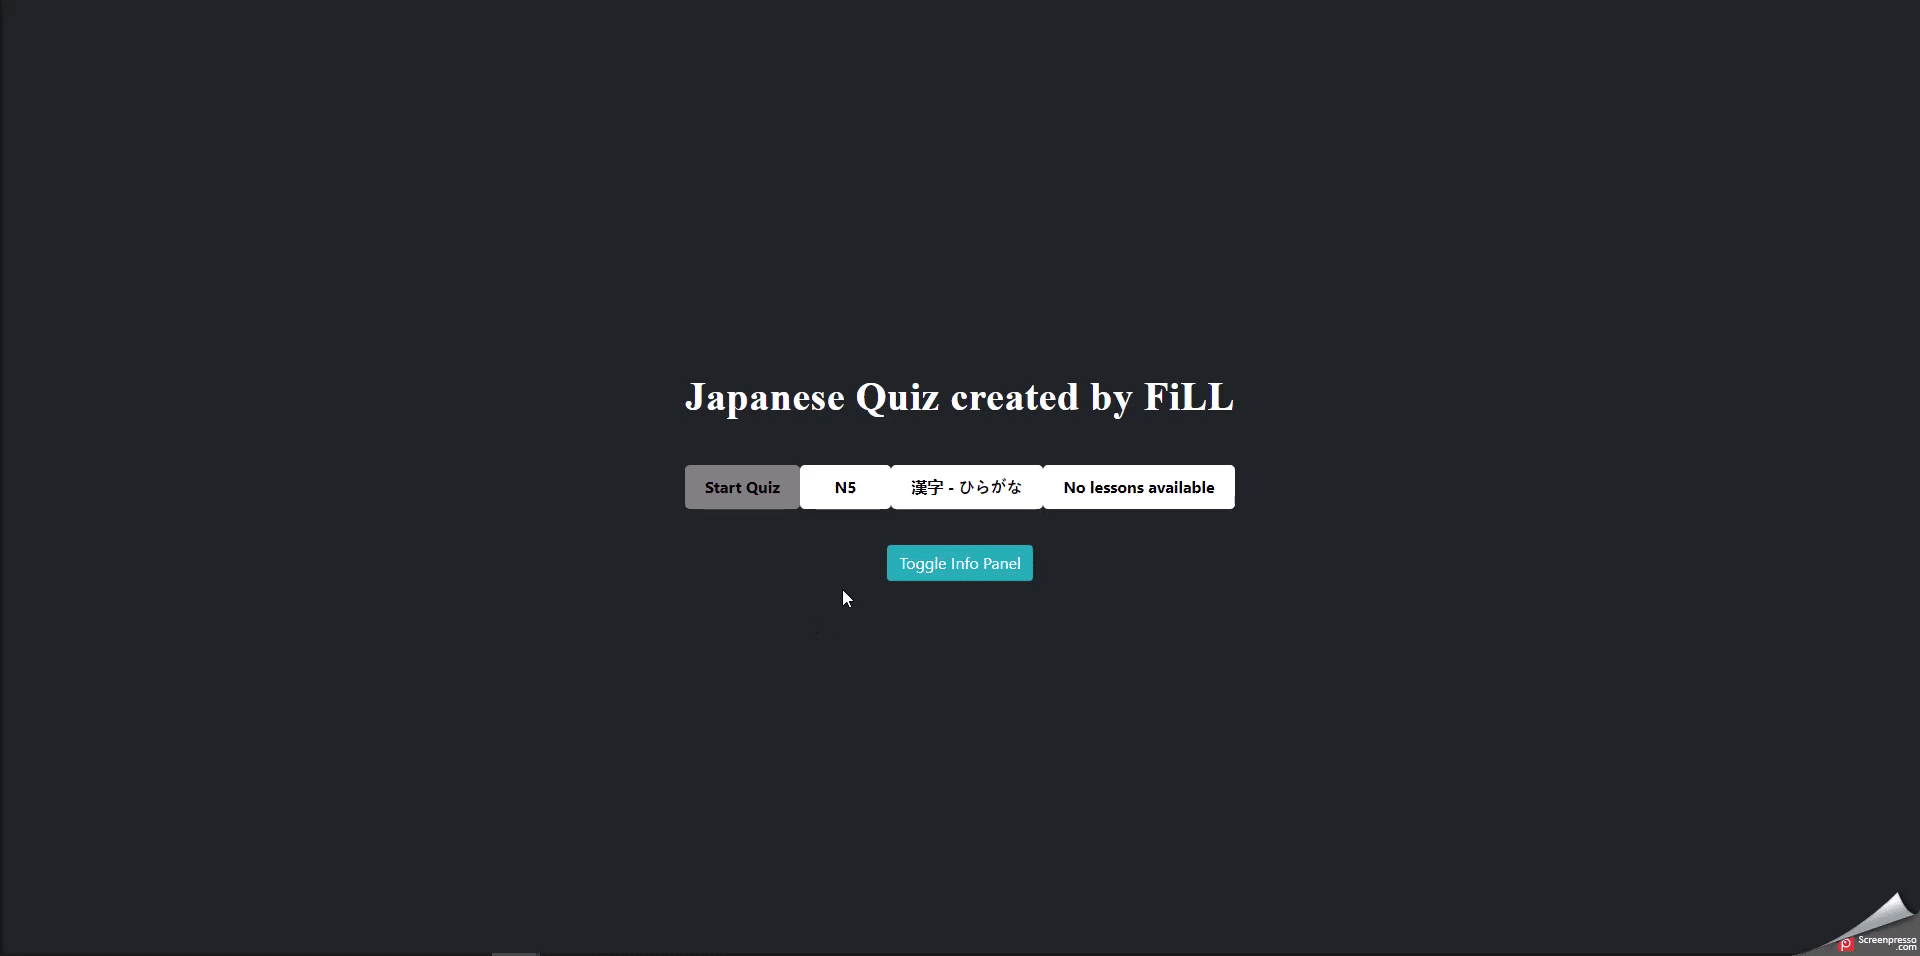 Japanese Quiz created by FiLL
Start Quiz N5 漢字 - ひらがな No lessons available
Toggle Info Panel
Screenpresso
.com